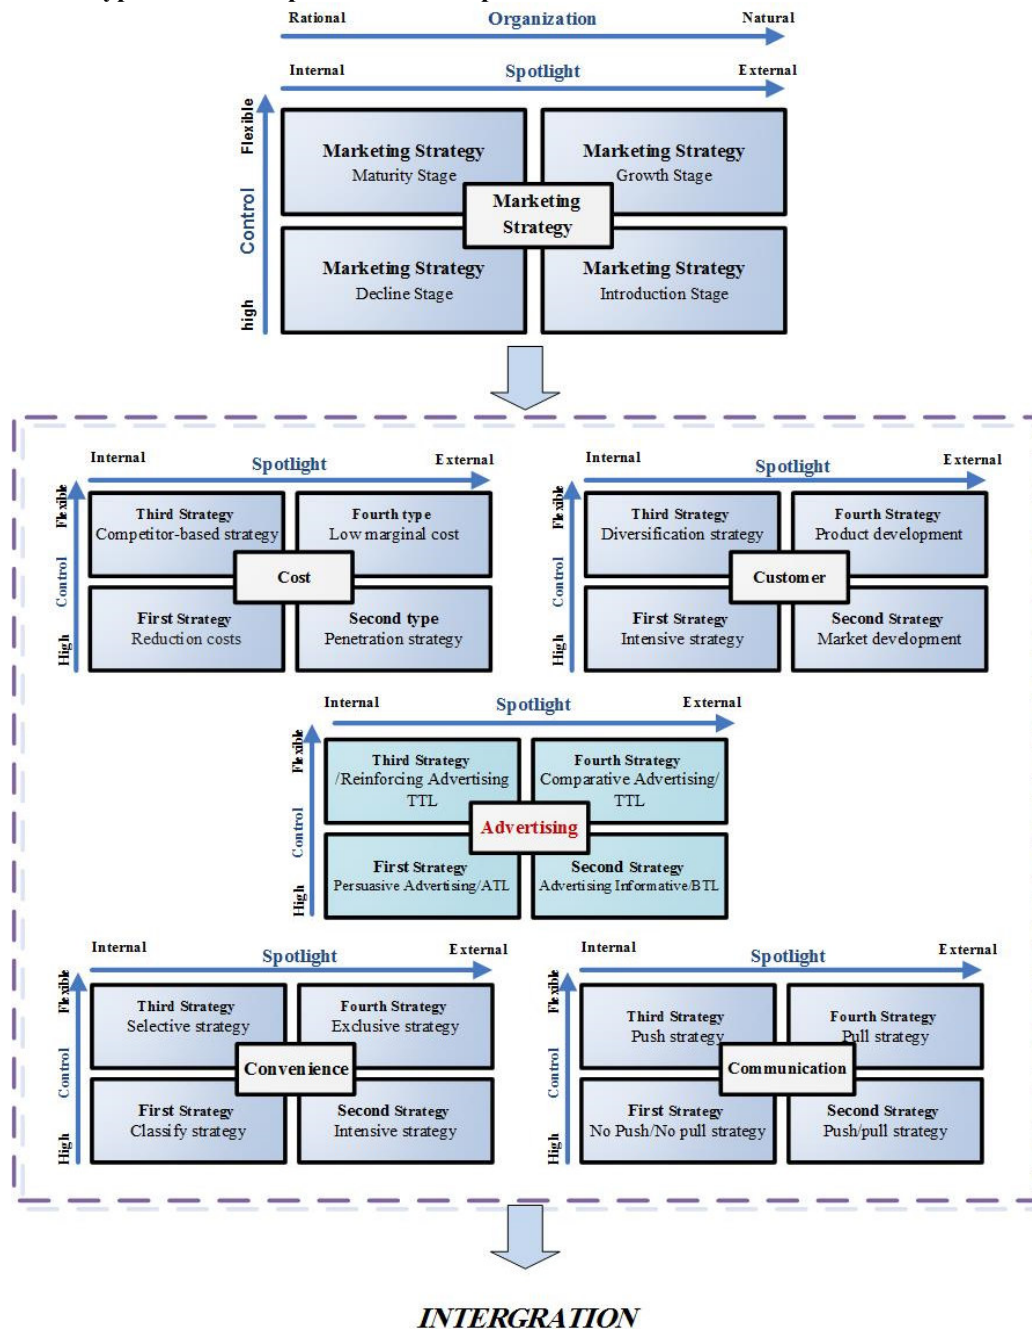 Rational Organization Natural
Internal Spotlight External
Flexible
Control
high
Marketing Strategy
Maturity Stage
Marketing Strategy
Growth Stage
Marketing
Strategy
Marketing Strategy
Decline Stage
Marketing Strategy
Introduction Stage
Internal Spotlight External
Flexible
Control
High
Third Strategy
Competitor-based strategy
Fourth type
Low marginal cost
Cost
First Strategy
Reduction costs
Second type
Penetration strategy
Internal Spotlight External
Flexible
Control
High
Third Strategy
Diversification strategy
Fourth Strategy
Product development
Customer
First Strategy
Intensive strategy
Second Strategy
Market development
Internal Spotlight External
Flexible
Control
High
Third Strategy
/Reinforcing Advertising
TTL
Fourth Strategy
Comparative Advertising/
TTL
Advertising
First Strategy
Persuasive Advertising/ATL
Second Strategy
Advertising Informative/BTL
Internal Spotlight External
Flexible
Control
High
Third Strategy
Selective strategy
Fourth Strategy
Exclusive strategy
Convenience
First Strategy
Classify strategy
Second Strategy
Intensive strategy
Internal Spotlight External
Flexible
Control
High
Third Strategy
Push strategy
Fourth Strategy
Pull strategy
Communication
First Strategy
No Push/No pull strategy
Second Strategy
Push/pull strategy
INTERGRATION